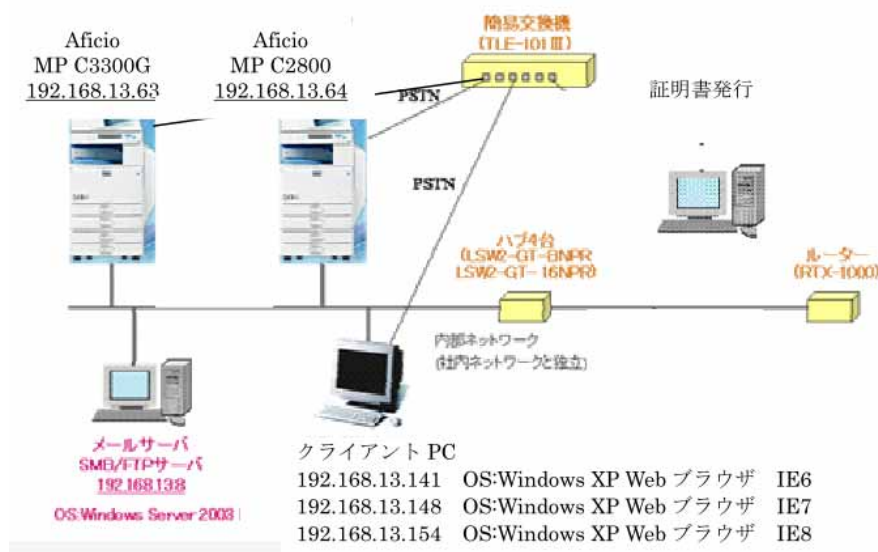 Aficio
MP C3300G
192.168.13.63
Aficio
MP C2800
192.168.13.64
簡易交換機
(TLE-101Ⅲ)
PSTN
証明書発行
PSTN
ハブ4台
(LSW2-GT-8NPR
LSW2-GT-16NPR)
ルーター
(RTX-1000)
内部ネットワーク
(社内ネットワークと独立)
メールサーバ
SMB/FTPサーバ
192.168.13.8
OS:Windows Server 2003
クライアント PC
192.168.13.141 OS:Windows XP Web ブラウザ IE6
192.168.13.148 OS:Windows XP Web ブラウザ IE7
192.168.13.154 OS:Windows XP Web ブラウザ IE8